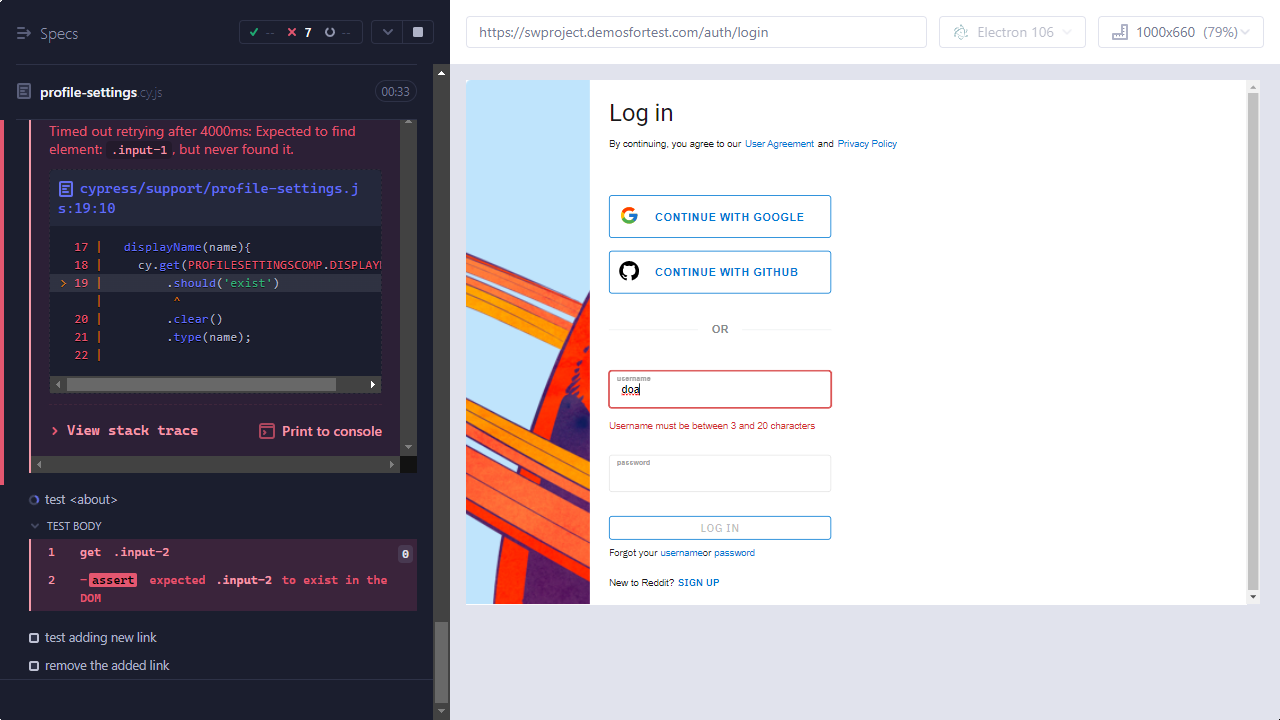 Specs
-- 7 --
profile-settings.cy.js
00:33
Timed out retrying after 4000ms: Expected to find
element: .input-1, but never found it.
cypress/support/profile-settings.j
s:19:10
17 | displayName(name){
18 | cy.get(PROFILESETTINGSCOMP.DISPLAY
> 19 | .should('exist')
| ^
20 | .clear()
21 | .type(name);
22 |
> View stack trace
Print to console
test <about>
TEST BODY
1 get .input-2 0
2 -assert expected .input-2 to exist in the
DOM
test adding new link
remove the added link
https://swproject.demosfortest.com/auth/login
Electron 106
1000x660 (79%)
Log in
By continuing, you agree to our User Agreement and Privacy Policy
CONTINUE WITH GOOGLE
CONTINUE WITH GITHUB
OR
username
doa
Username must be between 3 and 20 characters
password
LOG IN
Forgot your usernameor password
New to Reddit? SIGN UP